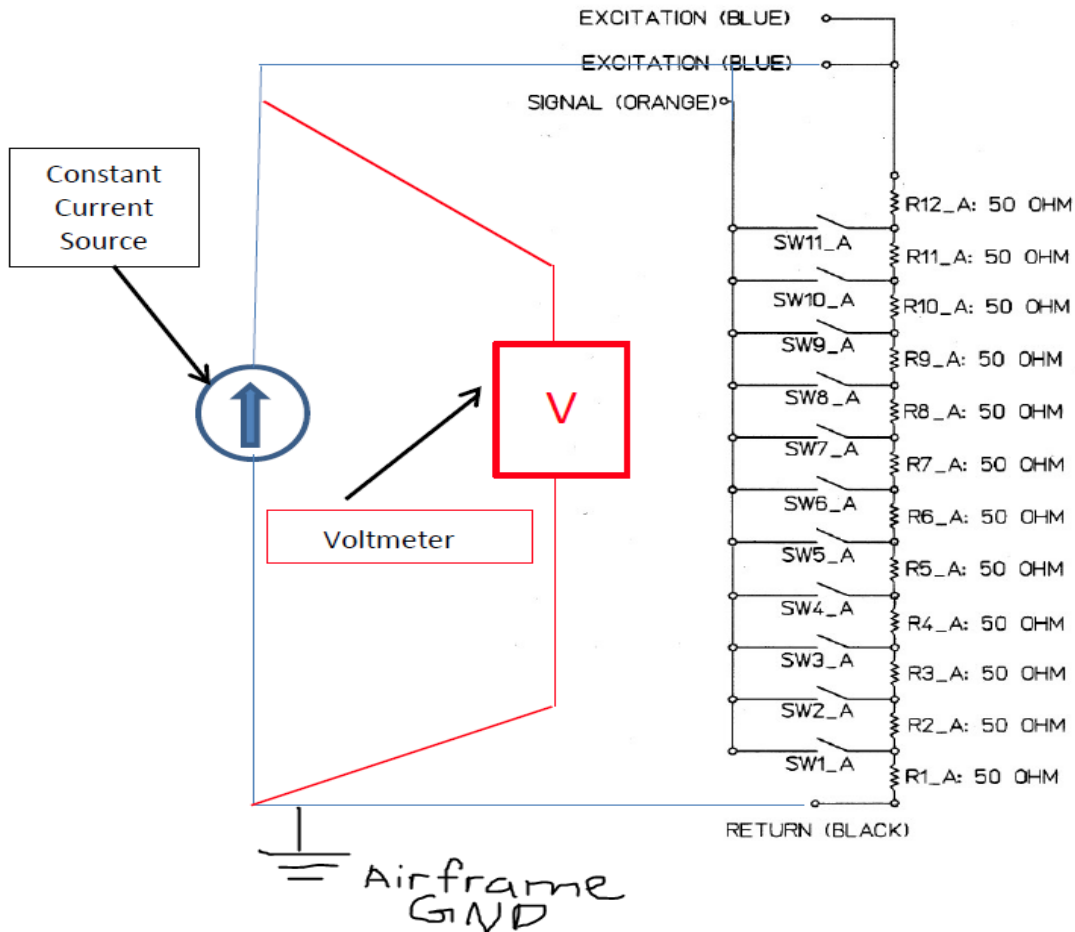 EXCITATION (BLUE)
EXCITATION (BLUE)
SIGNAL (ORANGE)
Constant
Current
Source
V
Voltmeter
R12_A: 50 OHM
SW11_A
R11_A: 50 OHM
SW10_A
R10_A: 50 OHM
SW9_A
R9_A: 50 OHM
SW8_A
R8_A: 50 OHM
SW7_A
R7_A: 50 OHM
SW6_A
R6_A: 50 OHM
SW5_A
R5_A: 50 OHM
SW4_A
R4_A: 50 OHM
SW3_A
R3_A: 50 OHM
SW2_A
R2_A: 50 OHM
SW1_A
R1_A: 50 OHM
RETURN (BLACK)
Airframe
GND